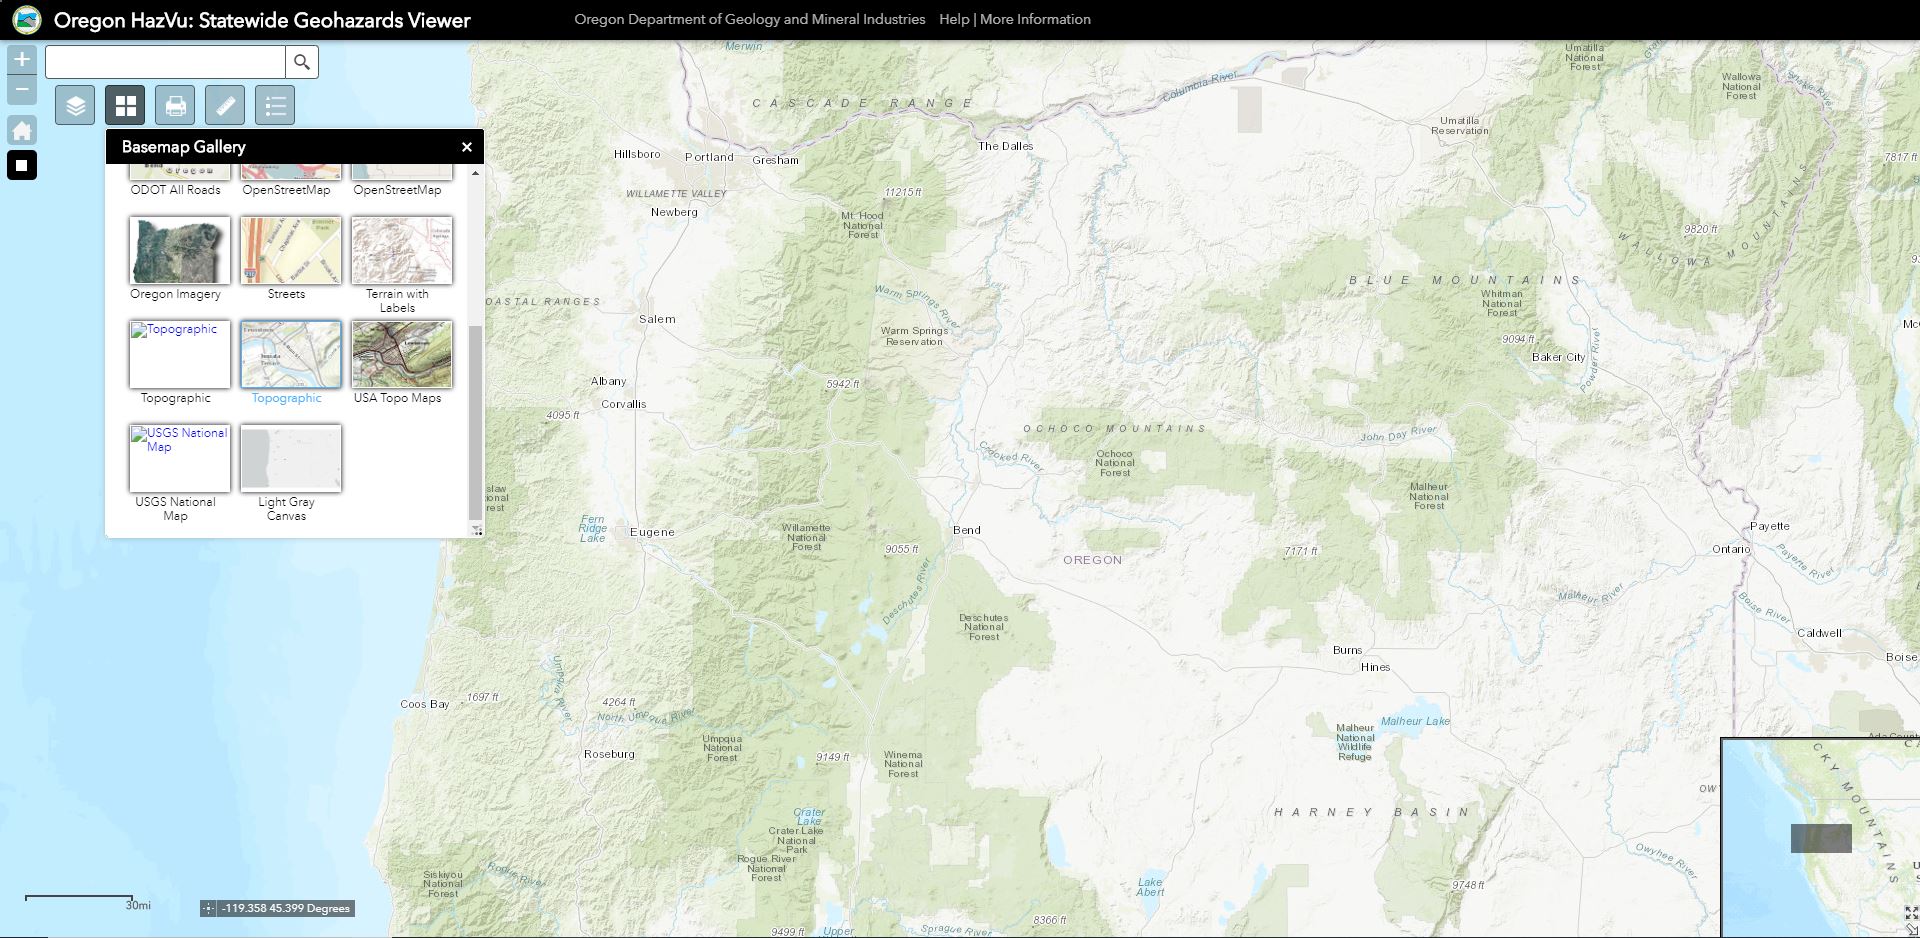 Oregon HazVu: Statewide Geohazards Viewer
Oregon Department of Geology and Mineral Industries
Help | More Information
Basemap Gallery
ODOT All Roads
OpenStreetMap
OpenStreetMap
Oregon Imagery
Streets
Terrain with
Labels
Topographic
Topographic
Topographic
USA Topo Maps
USGS National
Map
USGS National
Map
Light Gray
Canvas
30mi
-119.358 45.399 Degrees
Merwin
CASCADE RANGE
Columbia River
Umatilla
National
Forest
Wallowa
National
Forest
Snake River
Umatilla
Reservation
7817 ft
Hillsboro
Portland
Gresham
The Dalles
WILLAMETTE VALLEY
Newberg
11215 ft
Mt. Hood
National
Forest
9820 ft
WALLOWA MOUNTAINS
BLUE MOUNTAINS
Whitman
National
Forest
OASTAL RANGES
Salem
Warm Springs
River
Warm Springs
Reservation
9094 ft
Baker City
Powder River
Albany
Corvallis
5942 ft
4095 ft
OCHOCO MOUNTAINS
John Day River
Crooked River
Ochoco
National
Forest
Malheur
National
Forest
slaw
ional
rest
Fern
Ridge
Lake
Eugene
Willamette
National
Forest
Bend
9055 ft
OREGON
7171 ft
Payette
Ontario
Payette River
Deschutes River
Malheur River
Boise River
Deschutes
National
Forest
Caldwell
Burns
Hines
Boise
Umpqua River
Coos Bay
1697 ft
4264 ft
North Umpqua River
Malheur Lake
Malheur
National
Wildlife
Refuge
Roseburg
Umpqua
National
Forest
9149 ft
Winema
National
Forest
Ada County
OW
HARNEY BASIN
Crater
Lake
Crater Lake
National
Park
Rogue River
National
Forest
Siskiyou
National
Forest
Rogue River
Lake
Abert
9748 ft
Owyhee River
8366 ft
9499 ft
Upper
Sprague River
CKY MOUNTAINS